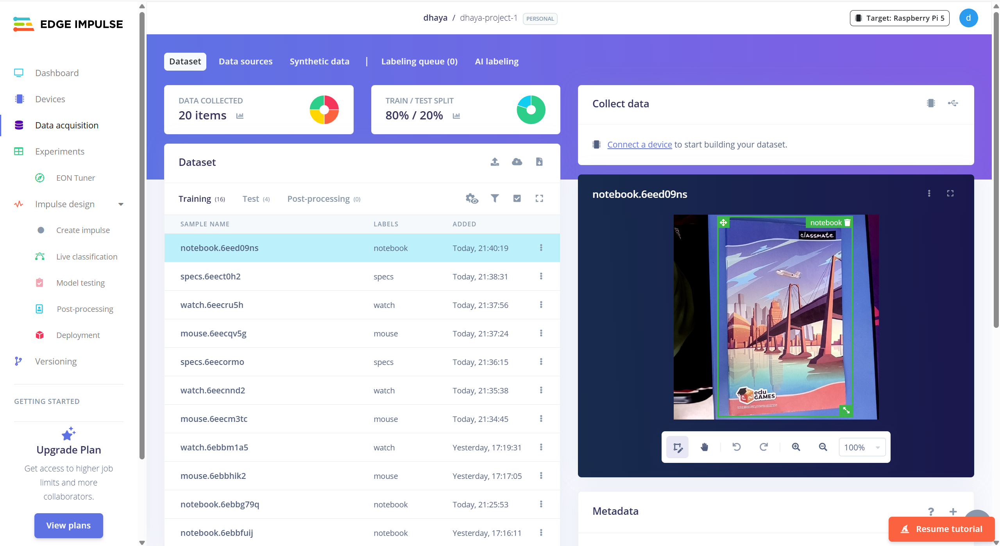 EDGE IMPULSE
dhaya / dhaya-project-1 PERSONAL
Target: Raspberry Pi 5
d
Dashboard
Devices
Data acquisition
Experiments
EON Tuner
Impulse design
Create impulse
Live classification
Model testing
Post-processing
Deployment
Versioning
GETTING STARTED
Upgrade Plan
Get access to higher job
limits and more
collaborators.
View plans
Dataset Data sources Synthetic data | Labeling queue (0) AI labeling
DATA COLLECTED
20 items
TRAIN / TEST SPLIT
80% / 20%
Dataset
Training (16) Test (4) Post-processing (0)
SAMPLE NAME LABELS ADDED
notebook.6eed09ns notebook Today, 21:40:19
specs.6eect0h2 specs Today, 21:38:31
watch.6eecru5h watch Today, 21:37:56
mouse.6eecqv5g mouse Today, 21:37:24
specs.6eecormo specs Today, 21:36:15
watch.6eecnnd2 watch Today, 21:35:38
mouse.6eecm3tc mouse Today, 21:34:45
watch.6ebbm1a5 watch Yesterday, 17:19:31
mouse.6ebbhik2 mouse Yesterday, 17:17:05
notebook.6ebbg79q notebook Today, 21:25:53
notebook.6ebbfuij notebook Yesterday, 17:16:11
Collect data
Connect a device to start building your dataset.
notebook.6eed09ns
notebook
classmate
edu
GAMES
100%
Metadata
Resume tutorial